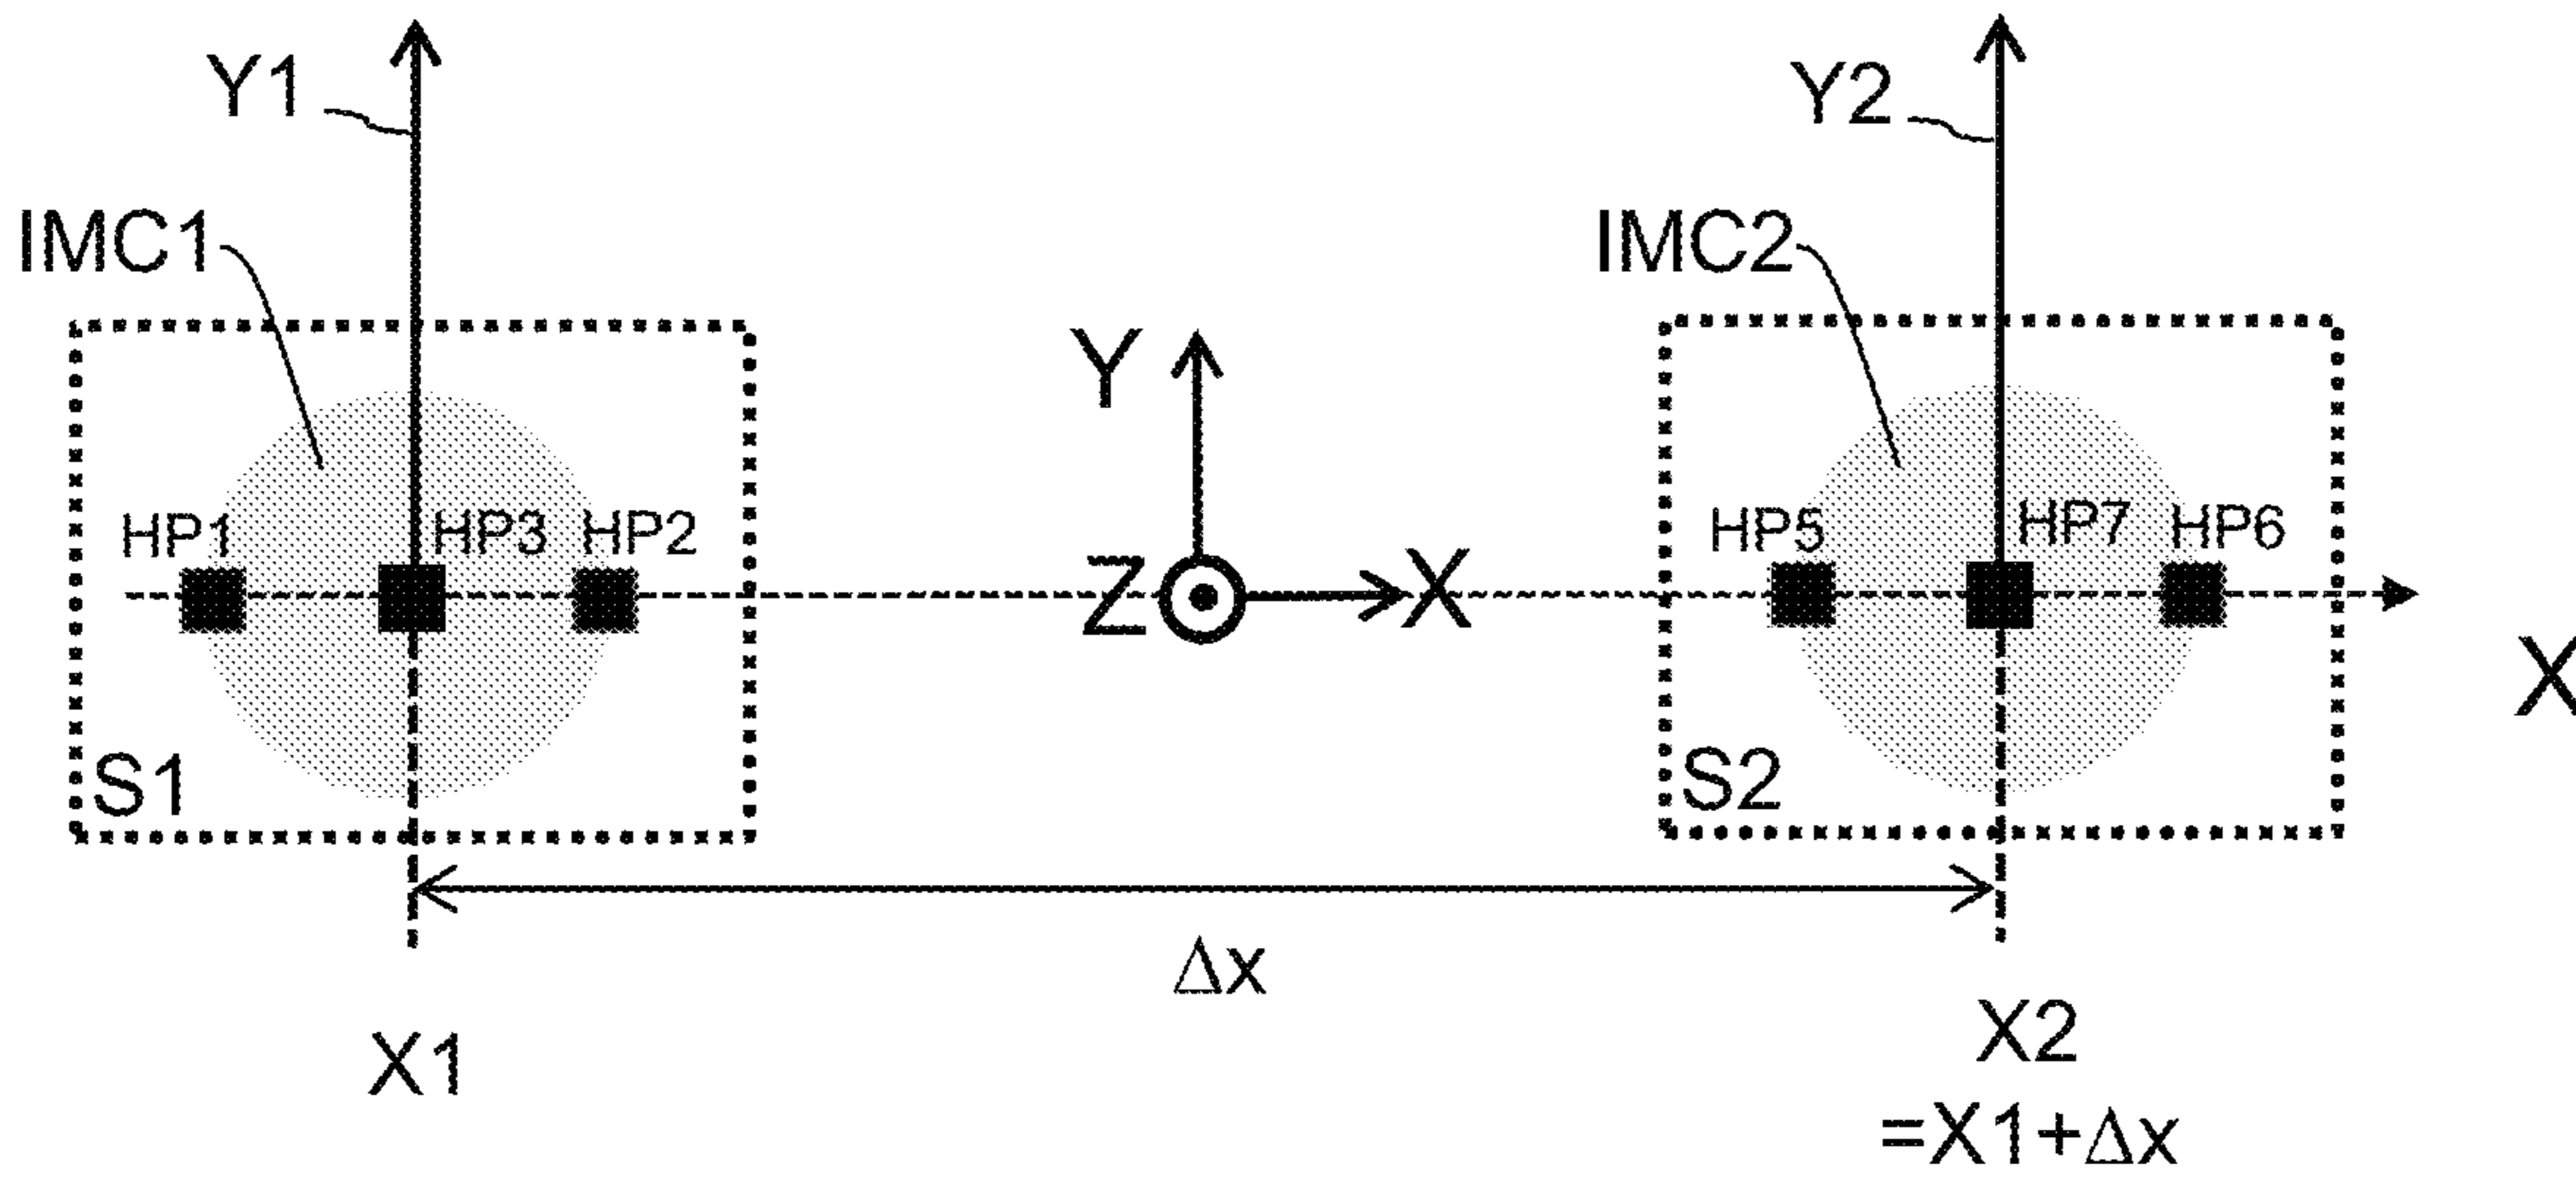 Y1
Y2
IMC1
IMC2
Y
HP1
HP3
HP2
HP5
HP7
HP6
Z
X
X
S1
S2
Δx
X1
X2
=X1+Δx